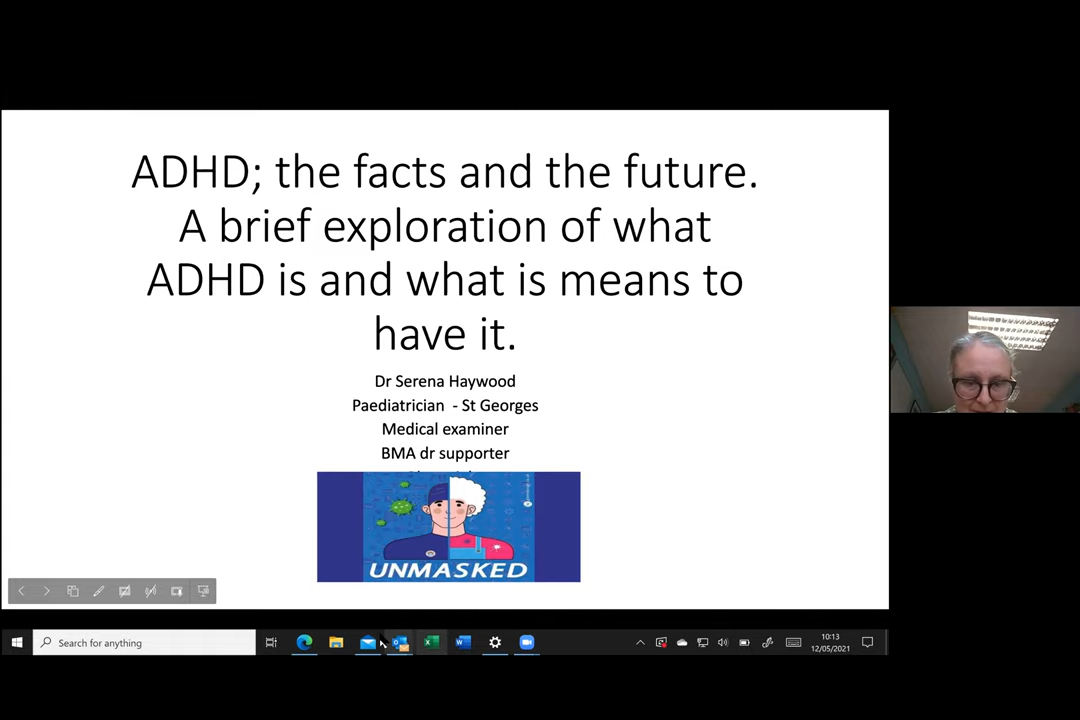 ADHD; the facts and the future.
A brief exploration of what
ADHD is and what is means to
have it.
Dr Serena Haywood
Paediatrician - St Georges
Medical examiner
BMA dr supporter
UNMASKED
Search for anything
10:13
12/05/2021